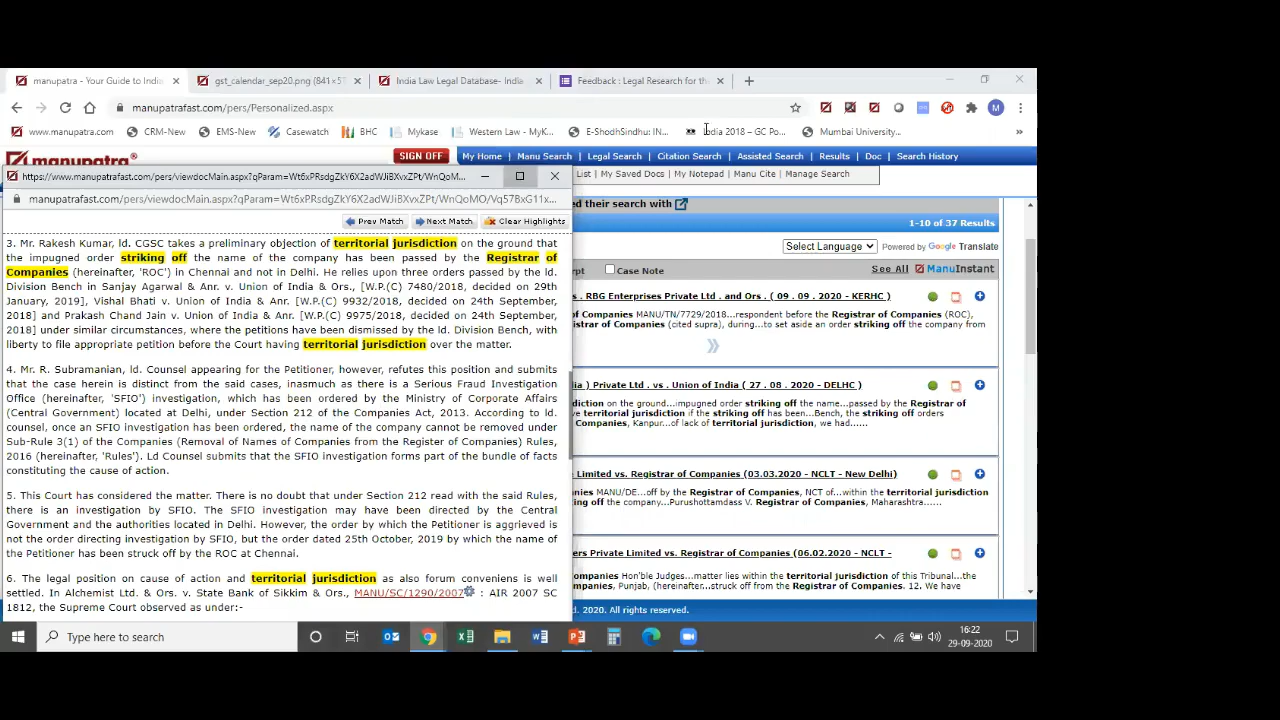 manupatra - Your Guide to India
gst_calendar_sep20.png (841×57
India Law Legal Database- India
Feedback : Legal Research for the
manupatrafast.com/pers/Personalized.aspx
www.manupatra.com
CRM-New
EMS-New
Casewatch
BHC
Mykase
Western Law - MyK...
E-ShodhSindhu: IN...
India 2018 – GC Po...
Mumbai University...
manupatra®
SIGN OFF
My Home | Manu Search | Legal Search | Citation Search | Assisted Search | Results | Doc | Search History
List | My Saved Docs | My Notepad | Manu Cite | Manage Search
https://www.manupatrafast.com/pers/viewdocMain.aspx?qParam=Wt6xPRsdgZkY6X2adWJiBXvxZPt/WnQoM...
manupatrafast.com/pers/viewdocMain.aspx?qParam=Wt6xPRsdgZkY6X2adWJiBXvxZPt/WnQoMO/Vq57BxG11x...
Prev Match
Next Match
Clear Highlights
3. Mr. Rakesh Kumar, ld. CGSC takes a preliminary objection of territorial jurisdiction on the ground that
the impugned order striking off the name of the company has been passed by the Registrar of
Companies (hereinafter, 'ROC') in Chennai and not in Delhi. He relies upon three orders passed by the ld.
Division Bench in Sanjay Agarwal & Anr. v. Union of India & Ors., [W.P.(C) 7480/2018, decided on 29th
January, 2019], Vishal Bhati v. Union of India & Anr. [W.P.(C) 9932/2018, decided on 24th September,
2018] and Prakash Chand Jain v. Union of India & Anr. [W.P.(C) 9975/2018, decided on 24th September,
2018] under similar circumstances, where the petitions have been dismissed by the ld. Division Bench, with
liberty to file appropriate petition before the Court having territorial jurisdiction over the matter.
4. Mr. R. Subramanian, ld. Counsel appearing for the Petitioner, however, refutes this position and submits
that the case herein is distinct from the said cases, inasmuch as there is a Serious Fraud Investigation
Office (hereinafter, 'SFIO') investigation, which has been ordered by the Ministry of Corporate Affairs
(Central Government) located at Delhi, under Section 212 of the Companies Act, 2013. According to ld.
counsel, once an SFIO investigation has been ordered, the name of the company cannot be removed under
Sub-Rule 3(1) of the Companies (Removal of Names of Companies from the Register of Companies) Rules,
2016 (hereinafter, 'Rules'). Ld Counsel submits that the SFIO investigation forms part of the bundle of facts
constituting the cause of action.
5. This Court has considered the matter. There is no doubt that under Section 212 read with the said Rules,
there is an investigation by SFIO. The SFIO investigation may have been directed by the Central
Government and the authorities located in Delhi. However, the order by which the Petitioner is aggrieved is
not the order directing investigation by SFIO, but the order dated 25th October, 2019 by which the name of
the Petitioner has been struck off by the ROC at Chennai.
6. The legal position on cause of action and territorial jurisdiction as also forum conveniens is well
settled. In Alchemist Ltd. & Ors. v. State Bank of Sikkim & Ors., MANU/SC/1290/2007 : AIR 2007 SC
1812, the Supreme Court observed as under:-
ed their search with
1-10 of 37 Results
Select Language
Powered by Google Translate
rpt
Case Note
See All
ManuInstant
s . RBG Enterprises Private Ltd . and Ors . ( 09 . 09 . 2020 - KERHC )
of Companies MANU/TN/7729/2018...respondent before the Registrar of Companies (ROC),
gistrar of Companies (cited supra), during...to set aside an order striking off the company from
ia ) Private Ltd . vs . Union of India ( 27 . 08 . 2020 - DELHC )
diction on the ground...impugned order striking off the name...passed by the Registrar of
ve territorial jurisdiction if the striking off has been...Bench, the striking off orders
Companies, Kanpur...of lack of territorial jurisdiction, we had......
e Limited vs. Registrar of Companies (03.03.2020 - NCLT - New Delhi)
nies MANU/DE...off by the Registrar of Companies, NCT of...within the territorial jurisdiction
striking off the company...Purushottamdass V. Registrar of Companies, Maharashtra......
ers Private Limited vs. Registrar of Companies (06.02.2020 - NCLT -
ompanies Hon'ble Judges...matter lies within the territorial jurisdiction of this Tribunal...the
mpanies, Punjab, (hereinafter...struck off from the Registrar of Companies. 12. We have
d. 2020. All rights reserved.
Type here to search
16:22
29-09-2020